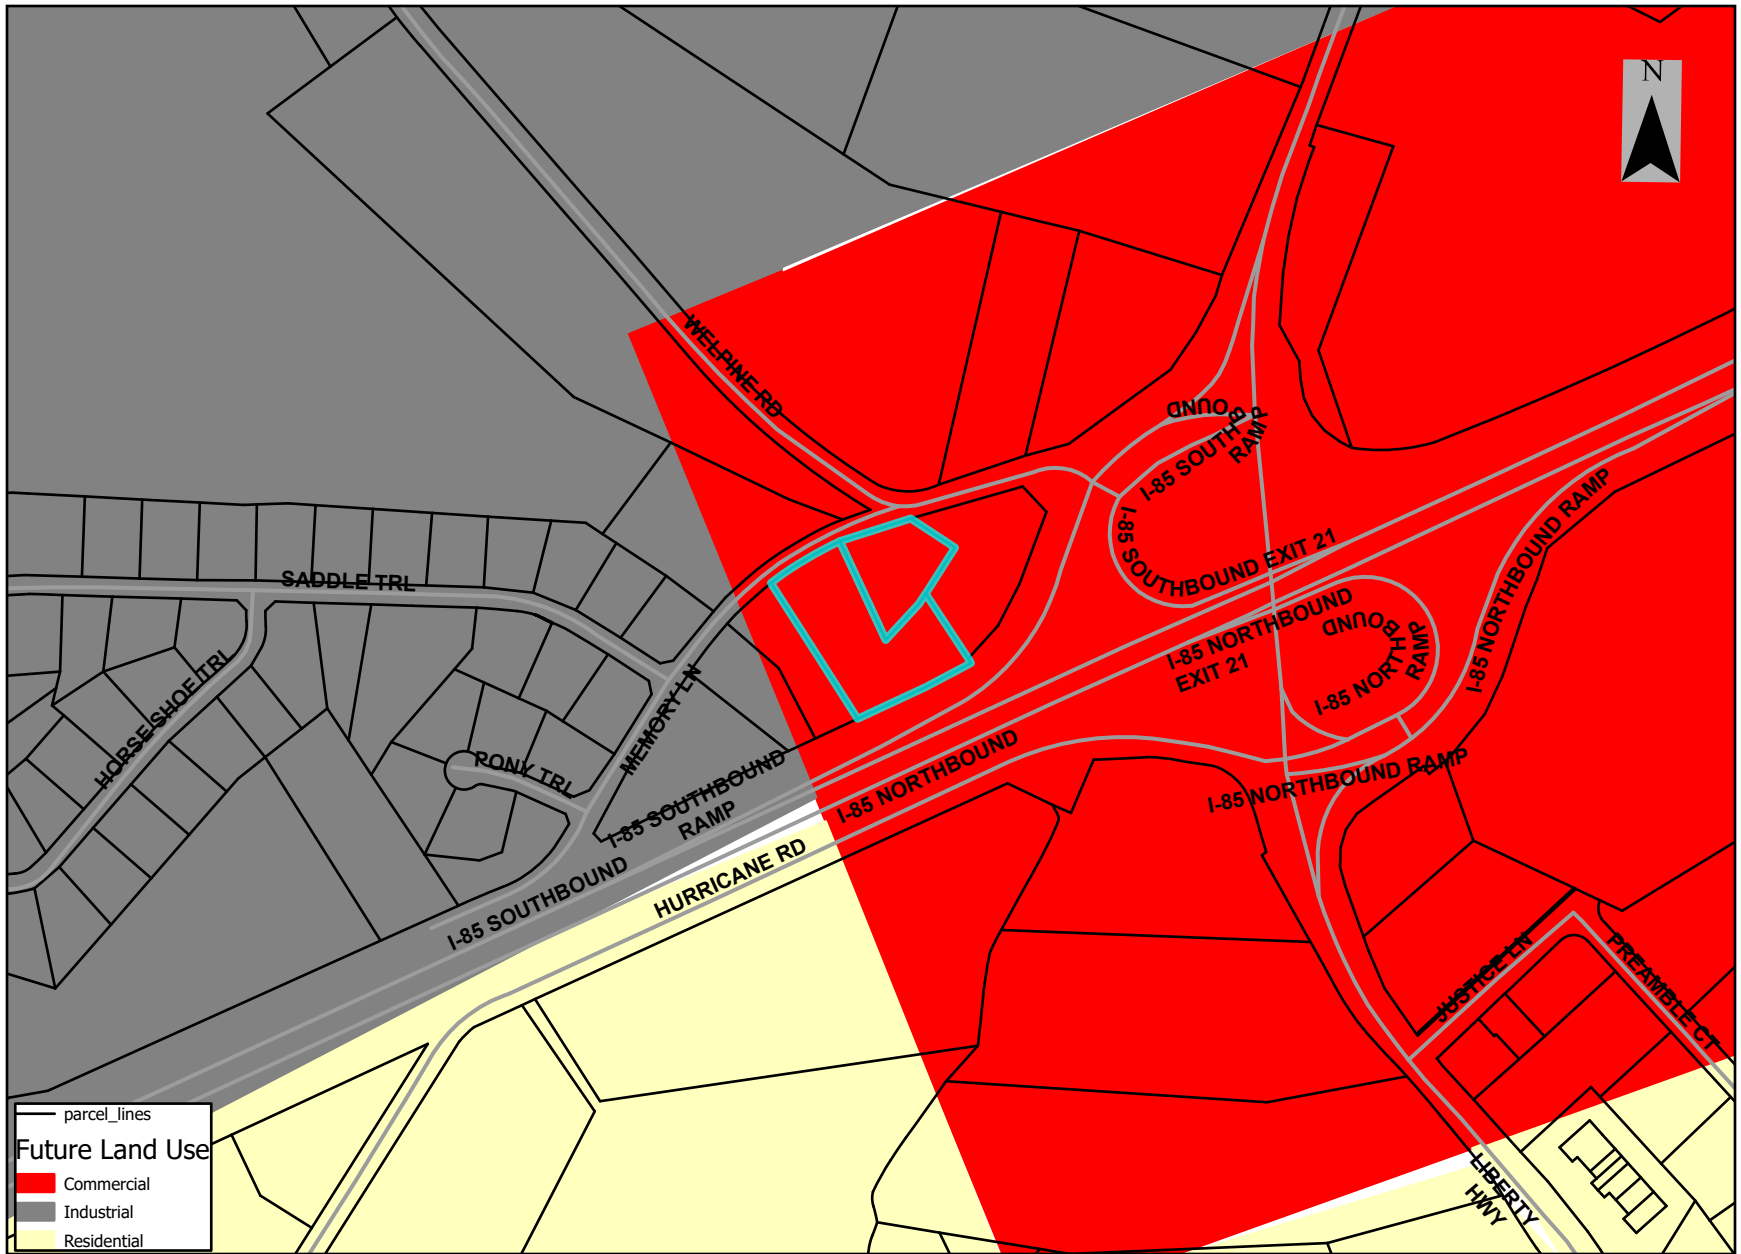 N
WELPINE RD
I-85 SOUTHBOUND
RAMP
I-85 SOUTHBOUND EXIT 21
I-85 NORTHBOUND RAMP
SADDLE TRL
I-85 NORTHBOUND
EXIT 21
I-85 NORTHBOUND
RAMP
HORSE SHOE TRL
MEMORY LN
PONY TRL
I-85 SOUTHBOUND
RAMP
I-85 NORTHBOUND
I-85 NORTHBOUND RAMP
I-85 SOUTHBOUND
HURRICANE RD
JUSTICE LN
PREAMBLE CT
LIBERTY
HWY
parcel_lines
Future Land Use
Commercial
Industrial
Residential